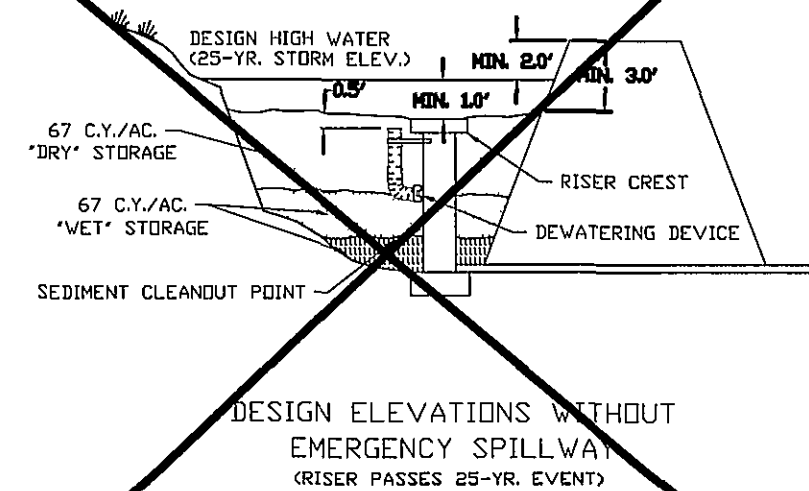 DESIGN HIGH WATER
(25-YR. STORM ELEV.)
MIN. 2.0'
MIN. 3.0'
0.5'
MIN. 1.0'
67 C.Y./AC.
"DRY" STORAGE
RISER CREST
67 C.Y./AC.
"WET" STORAGE
DEWATERING DEVICE
SEDIMENT CLEANOUT POINT
DESIGN ELEVATIONS WITHOUT
EMERGENCY SPILLWAY
(RISER PASSES 25-YR. EVENT)